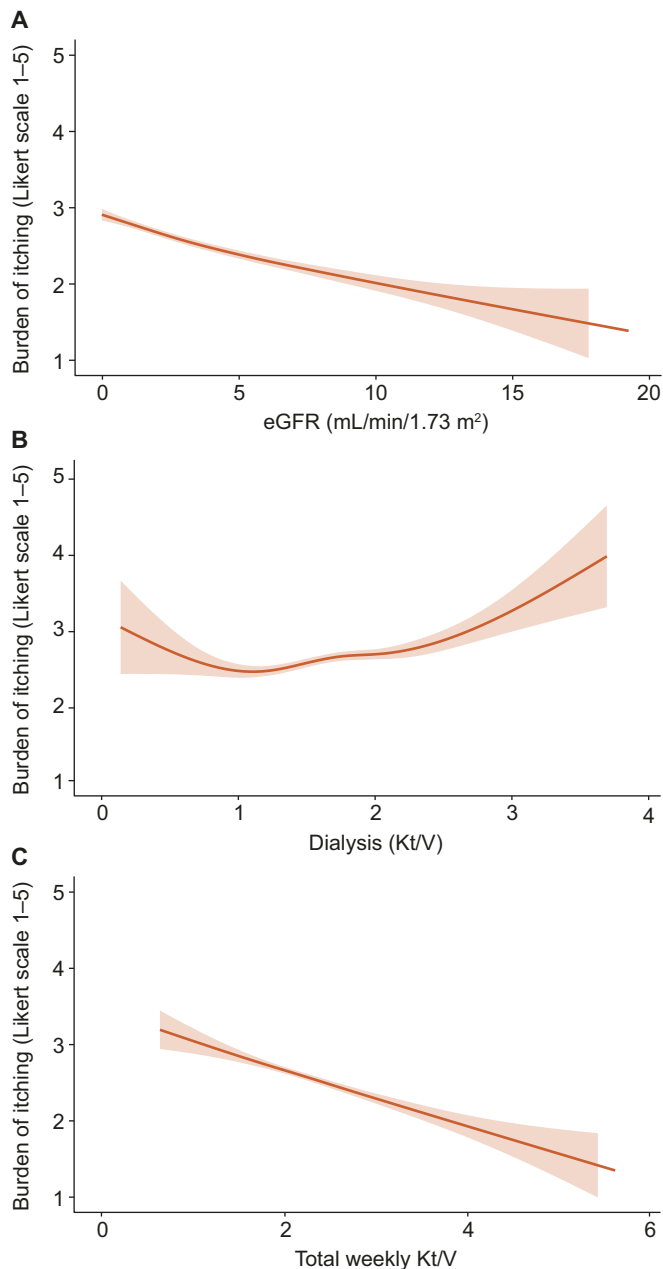 A
Burden of itching (Likert scale 1–5)
5
4
3
2
1
0 5 10 15 20
eGFR (mL/min/1.73 m²)
B
Burden of itching (Likert scale 1–5)
5
4
3
2
1
0 1 2 3 4
Dialysis (Kt/V)
C
Burden of itching (Likert scale 1–5)
5
4
3
2
1
0 2 4 6
Total weekly Kt/V